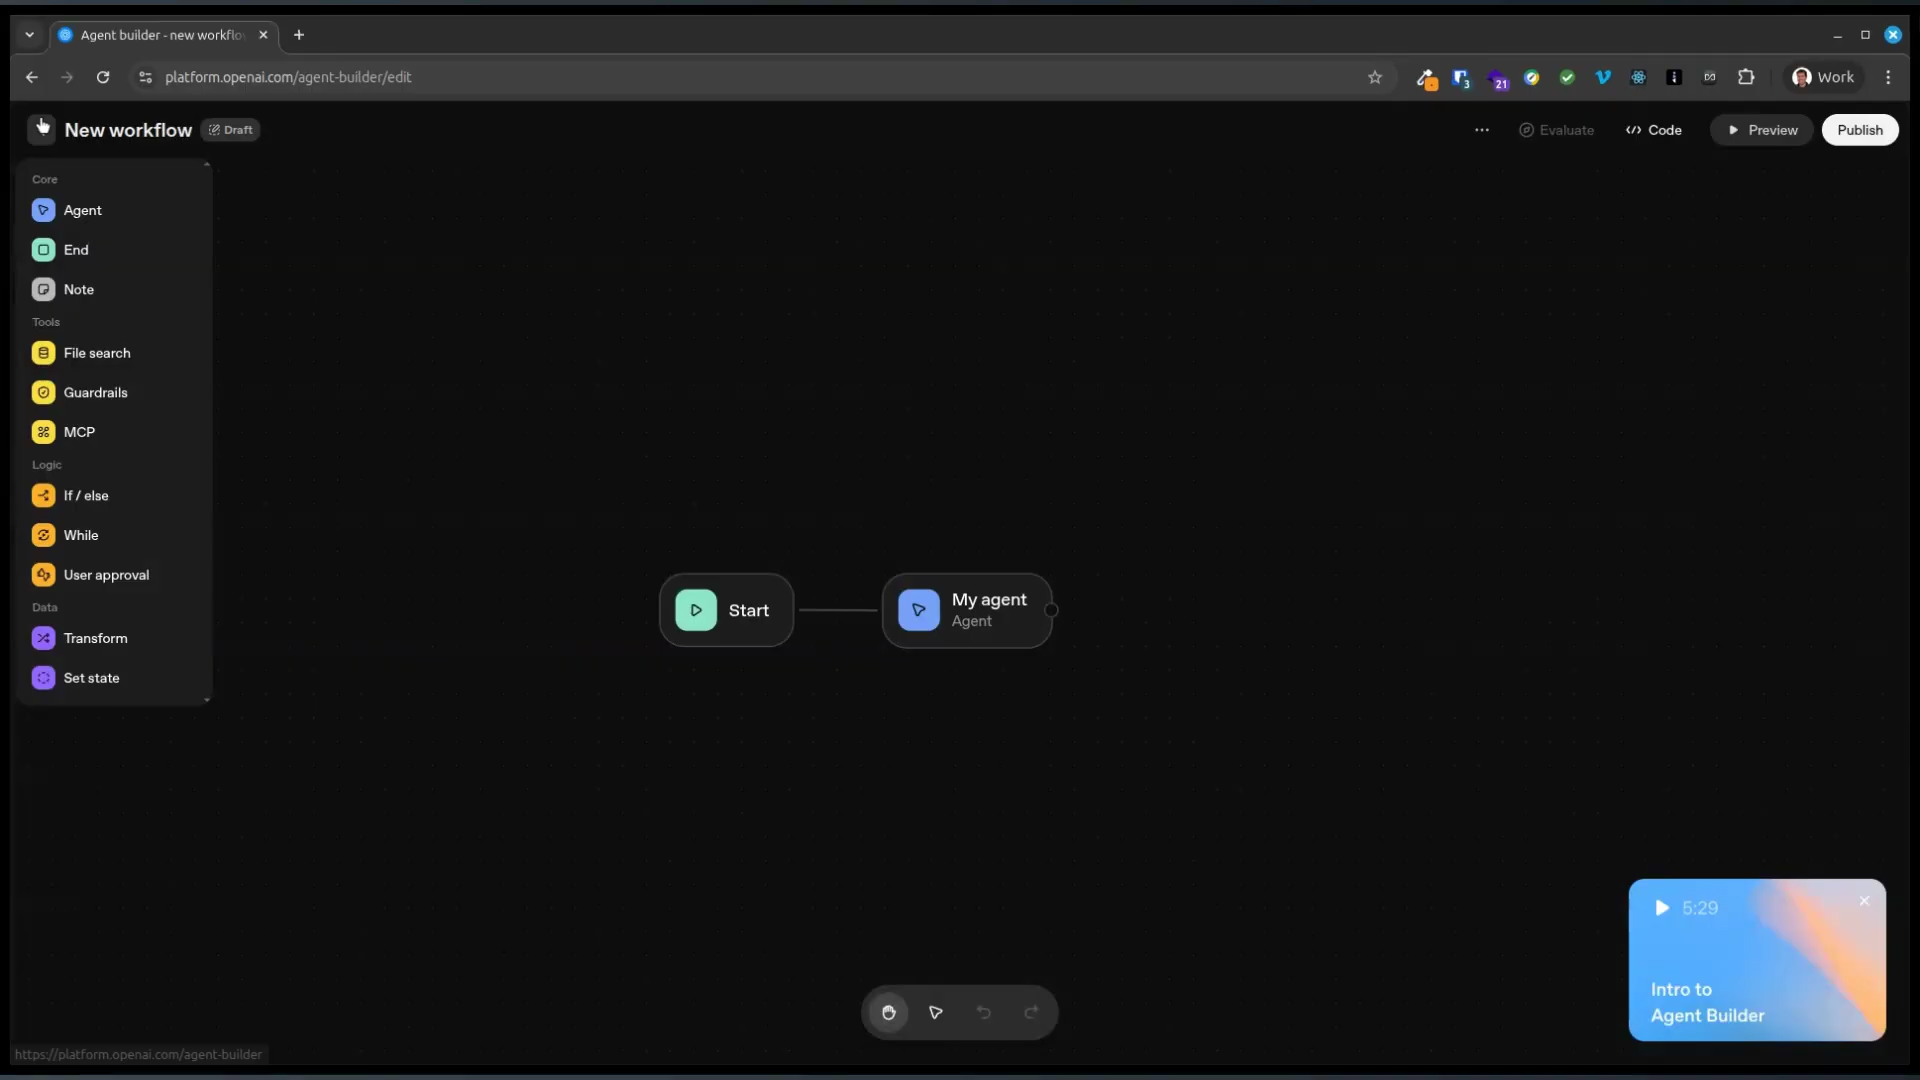 Agent builder - new workflo
platform.openai.com/agent-builder/edit
3
21
Work
New workflow
Draft
Evaluate
Code
Preview
Publish
Core
Agent
End
Note
Tools
File search
Guardrails
MCP
Logic
If / else
While
User approval
Data
Transform
Set state
Start
My agent
Agent
5:29
Intro to
Agent Builder
https://platform.openai.com/agent-builder